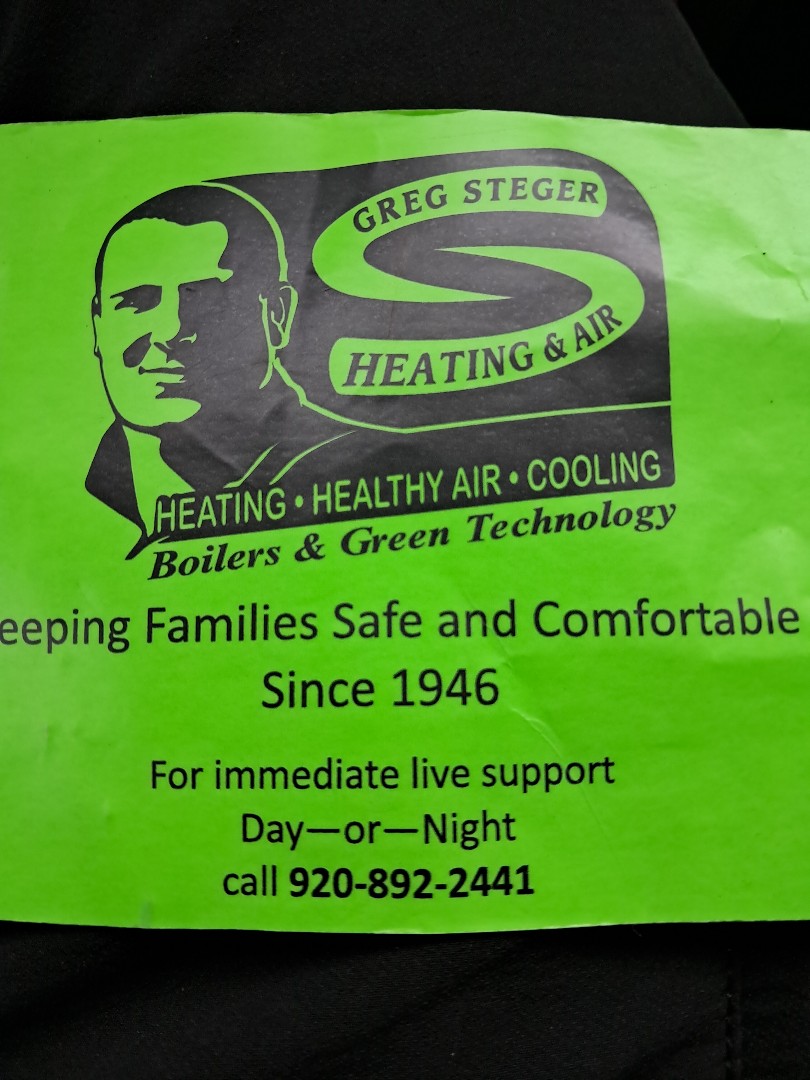 GREG STEGER
HEATING & AIR
HEATING • HEALTHY AIR • COOLING
Boilers & Green Technology
eeping Families Safe and Comfortable
Since 1946
For immediate live support
Day—or—Night
call 920-892-2441